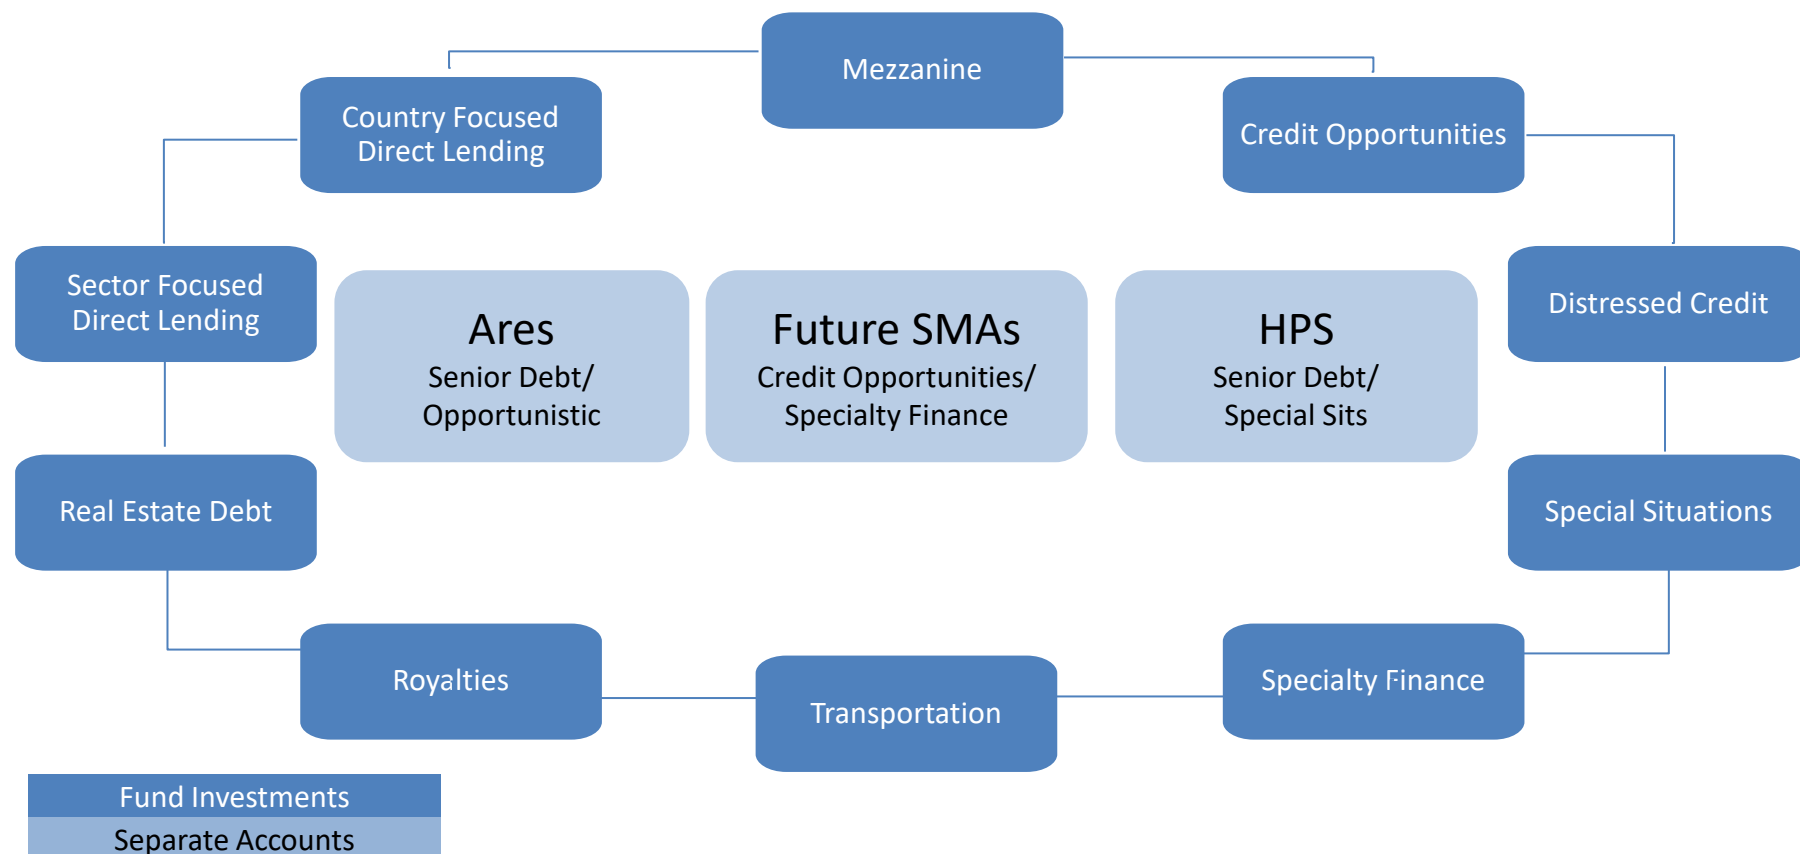 Mezzanine
Country Focused
Direct Lending
Credit Opportunities
Sector Focused
Direct Lending
Ares
Senior Debt/
Opportunistic
Future SMAs
Credit Opportunities/
Specialty Finance
HPS
Senior Debt/
Special Sits
Distressed Credit
Real Estate Debt
Special Situations
Royalties
Transportation
Specialty Finance
Fund Investments
Separate Accounts